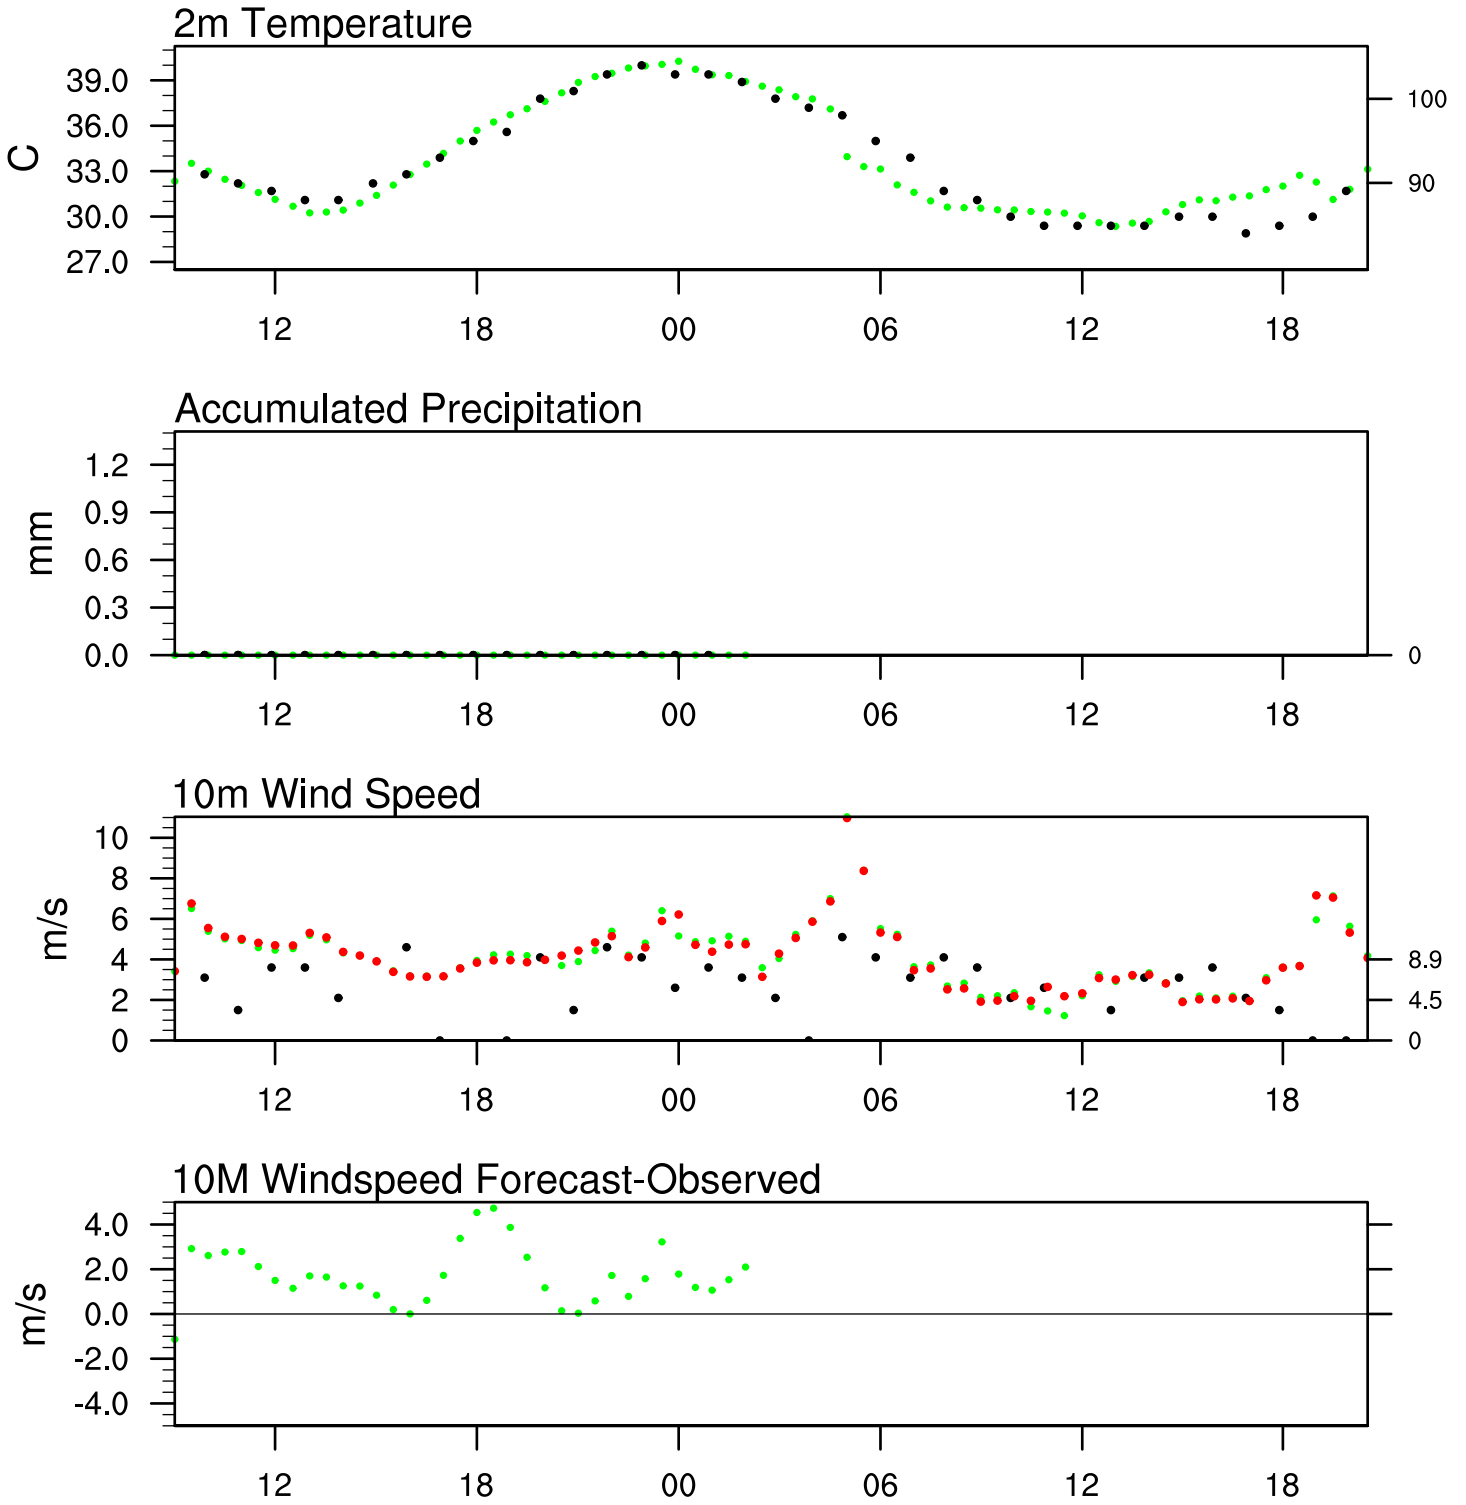 2m Temperature
39.0
36.0
33.0
30.0
27.0
C
100
90
12 18 00 06 12 18
Accumulated Precipitation
1.2
0.9
0.6
0.3
0.0
mm
0
12 18 00 06 12 18
10m Wind Speed
10
8
6
4
2
0
m/s
8.9
4.5
0
12 18 00 06 12 18
10M Windspeed Forecast-Observed
4.0
2.0
0.0
-2.0
-4.0
m/s
12 18 00 06 12 18